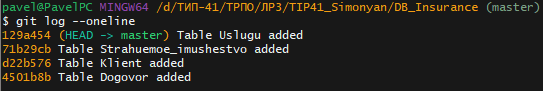 pavel@PavelPC MINGW64 /d/ТИП-41/ТРПО/ЛР3/TIP41_Simonyan/DB_Insurance (master)
$ git log --oneline
129a454 (HEAD -> master) Table Uslugu added
71b29cb Table Strahuemoe_imushestvo added
d22b576 Table Klient added
4501b8b Table Dogovor added